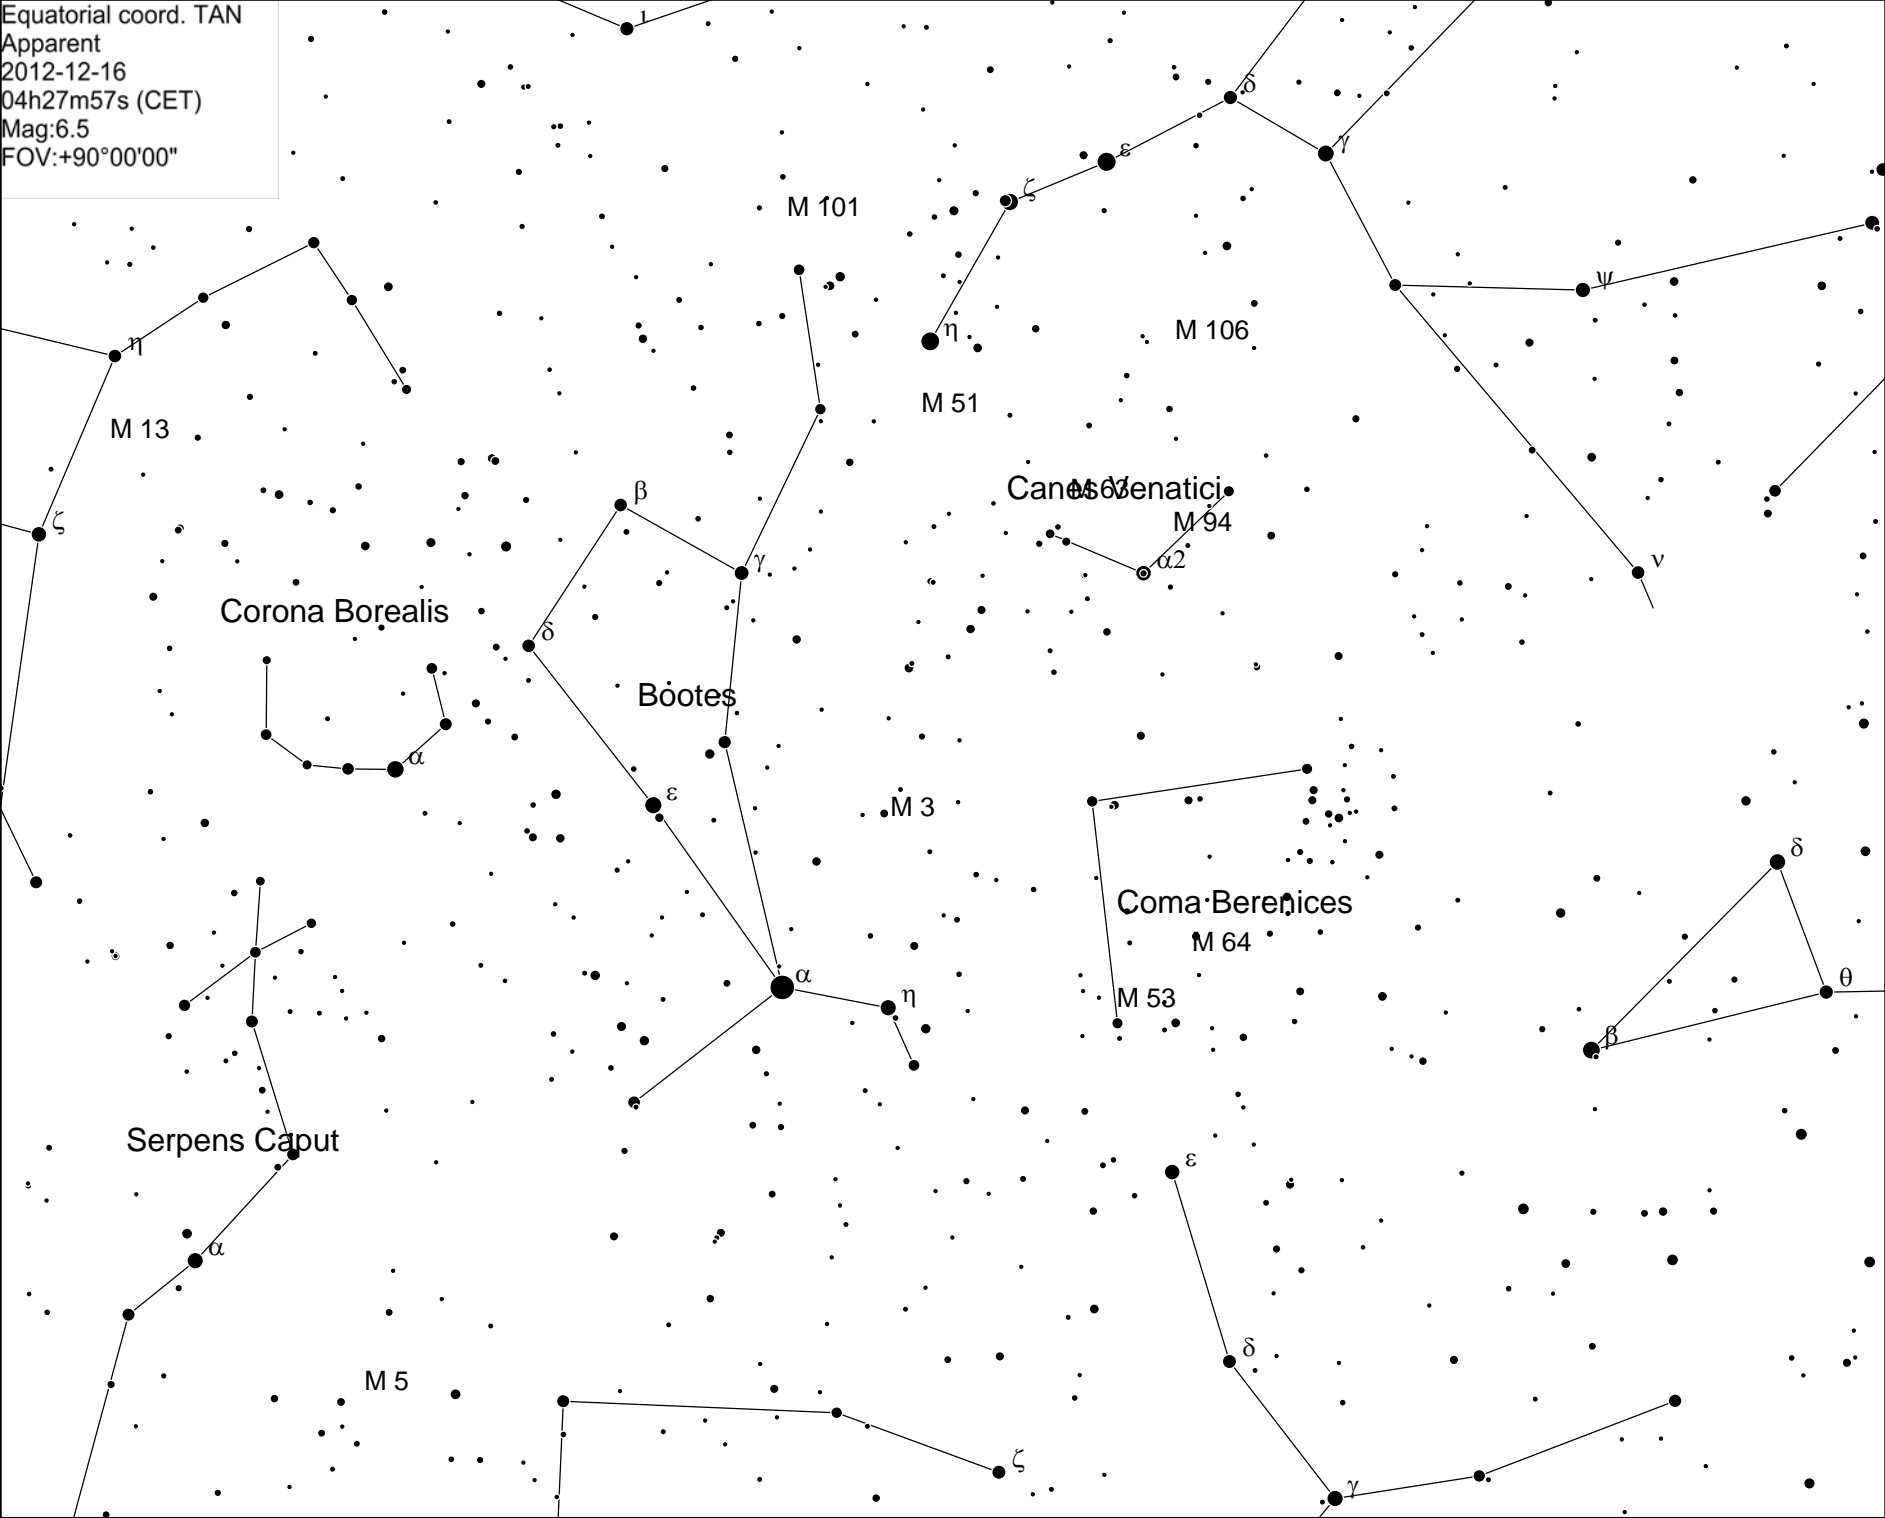 Equatorial coord. TAN
Apparent
2012-12-16
04h27m57s (CET)
Mag:6.5
FOV:+90°00'00"
ι
δ
γ
ε
ζ
M 101
ψ
η
M 106
η
M 51
M 13
β
Canes Venatici
M 63
M 94
ζ
γ
α2
ν
Corona Borealis
δ
Bootes
α
ε
M 3
δ
Coma Berenices
M 64
α
η
M 53
θ
β
Serpens Caput
ε
α
δ
M 5
ζ
γ